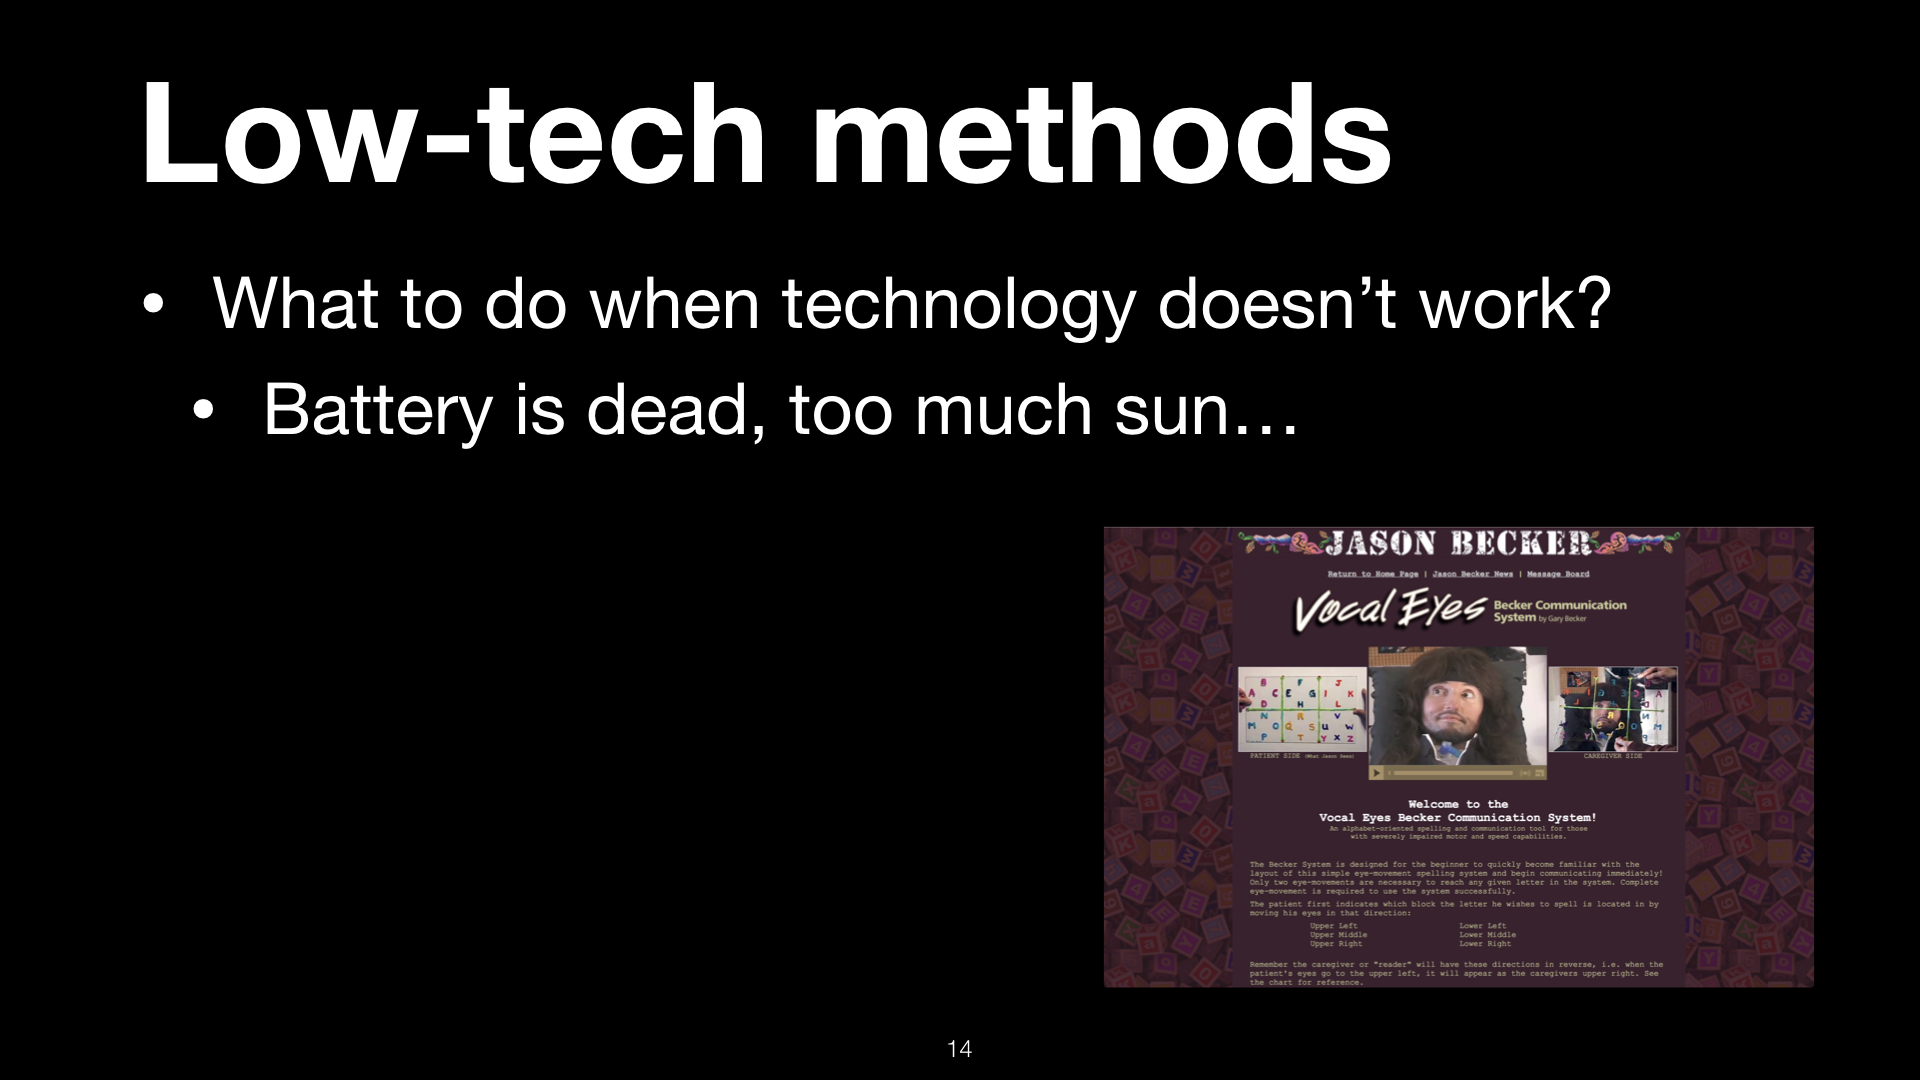 Low-tech methods
• What to do when technology doesn’t work?
• Battery is dead, too much sun…
JASON BECKER
Return to Home Page | Jason Becker News | Message Board
Vocal Eyes Becker Communication
System by Gary Becker
B F J
A C E G I K
D H L
N R V
M O Q S U W
P T Y X Z
PATIENT SIDE (What Jason Sees)
CAREGIVER SIDE
Welcome to the
Vocal Eyes Becker Communication System!
An alphabet-oriented spelling and communication tool for those
with severely impaired motor and speed capabilities.
The Becker System is designed for the beginner to quickly become familiar with the
layout of this simple eye-movement spelling system and begin communicating immediately!
Only two eye-movements are necessary to reach any given letter in the system. Complete
eye-movement is required to use the system successfully.
The patient first indicates which block the letter he wishes to spell is located in by
moving his eyes in that direction:
Upper Left Lower Left
Upper Middle Lower Middle
Upper Right Lower Right
Remember the caregiver or "reader" will have these directions in reverse, i.e. when the
patient's eyes go to the upper left, it will appear as the caregivers upper right. See
the chart for reference.
14